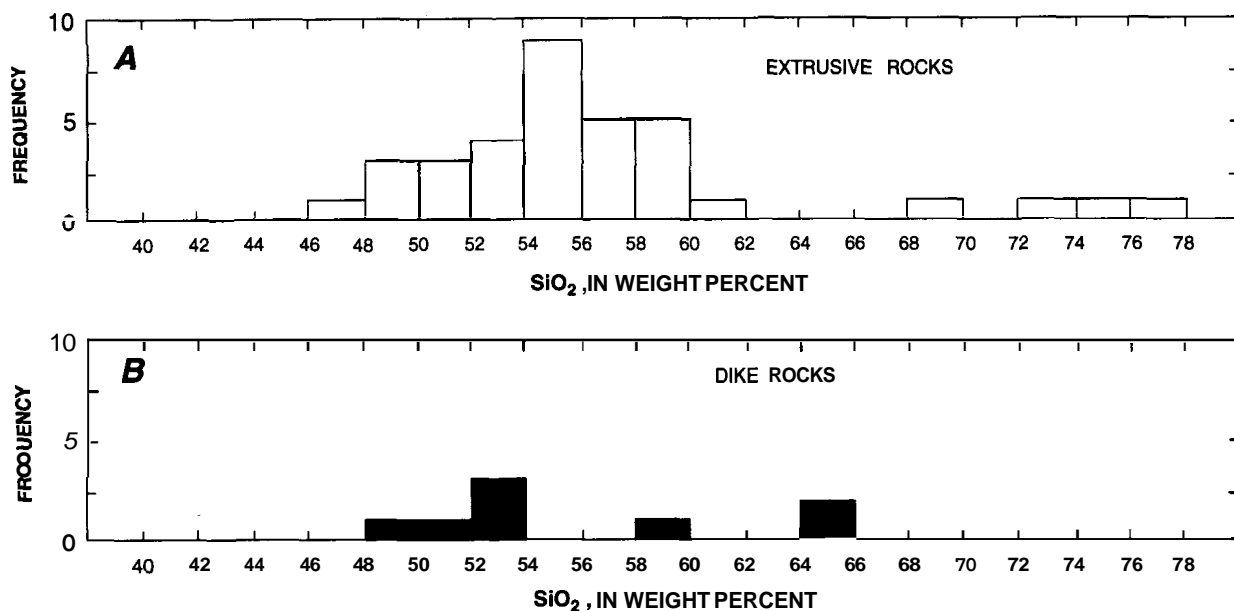 10
A
EXTRUSIVE ROCKS
FREQUENCY
5
0
40 42 44 46 48 50 52 54 56 58 60 62 64 66 68 70 72 74 76 78
SiO₂ ,IN WEIGHT PERCENT
10
B
DIKE ROCKS
FROQUENCY
5
0
40 42 44 46 48 50 52 54 56 58 60 62 64 66 68 70 72 74 76 78
SiO₂, IN WEIGHT PERCENT